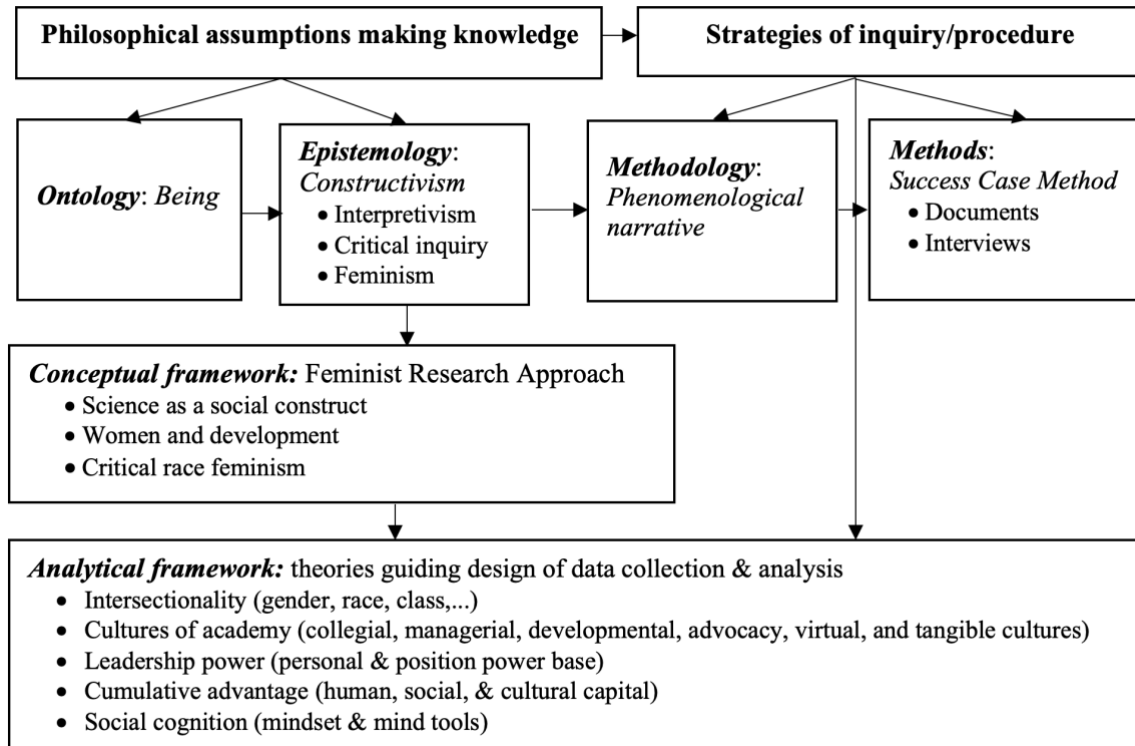 Philosophical assumptions making knowledge
Strategies of inquiry/procedure
Ontology: Being
Epistemology:
Constructivism
• Interpretivism
• Critical inquiry
• Feminism
Methodology:
Phenomenological
narrative
Methods:
Success Case Method
• Documents
• Interviews
Conceptual framework: Feminist Research Approach
• Science as a social construct
• Women and development
• Critical race feminism
Analytical framework: theories guiding design of data collection & analysis
• Intersectionality (gender, race, class,...)
• Cultures of academy (collegial, managerial, developmental, advocacy, virtual, and tangible cultures)
• Leadership power (personal & position power base)
• Cumulative advantage (human, social, & cultural capital)
• Social cognition (mindset & mind tools)